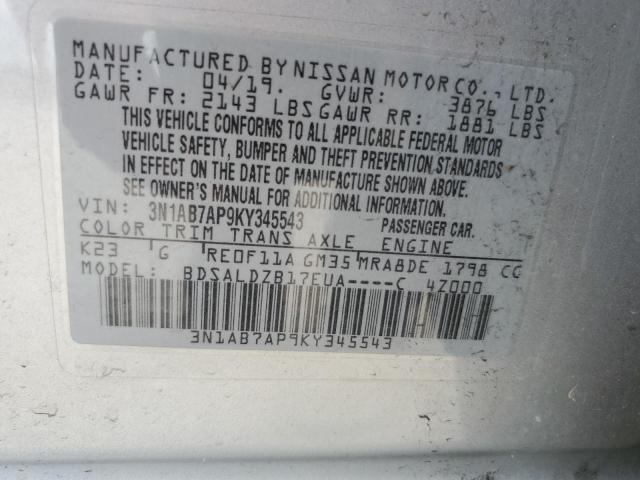 MANUFACTURED BY NISSAN MOTOR CO., LTD.
DATE: 04/19. GVWR: 3876 LBS
GAWR FR: 2143 LBS GAWR RR: 1881 LBS
THIS VEHICLE CONFORMS TO ALL APPLICABLE FEDERAL MOTOR
VEHICLE SAFETY, BUMPER AND THEFT PREVENTION STANDARDS
IN EFFECT ON THE DATE OF MANUFACTURE SHOWN ABOVE.
SEE OWNER'S MANUAL FOR ADDITIONAL INFORMATION.
VIN: 3N1AB7AP9KY345543 PASSENGER CAR.
COLOR TRIM TRANS AXLE ENGINE
K23 G RE0F11A GM35 MRA8DE 1798 CC
MODEL: BDSALDZB17EUA----C 4Z000
3N1AB7AP9KY345543